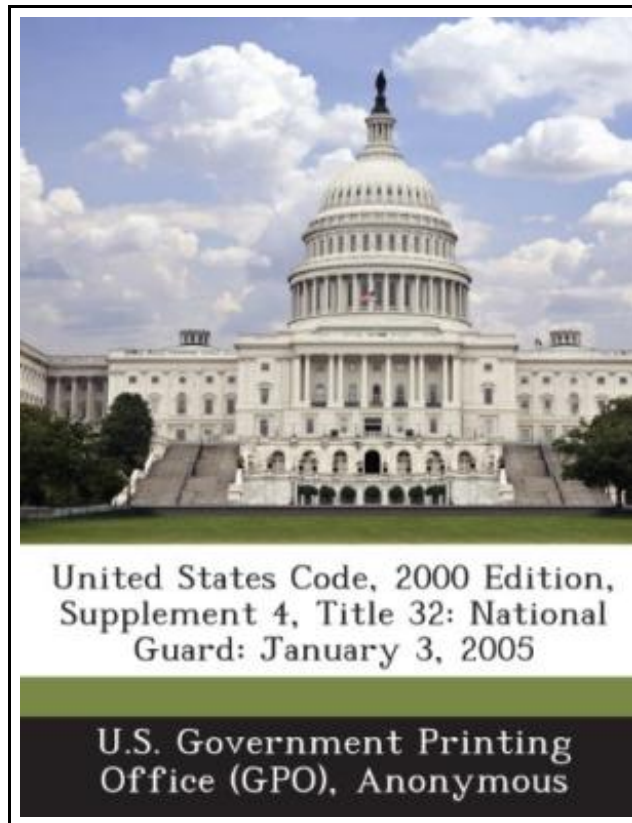 United States Code, 2000 Edition,
Supplement 4, Title 32: National
Guard: January 3, 2005
U.S. Government Printing
Office (GPO), Anonymous